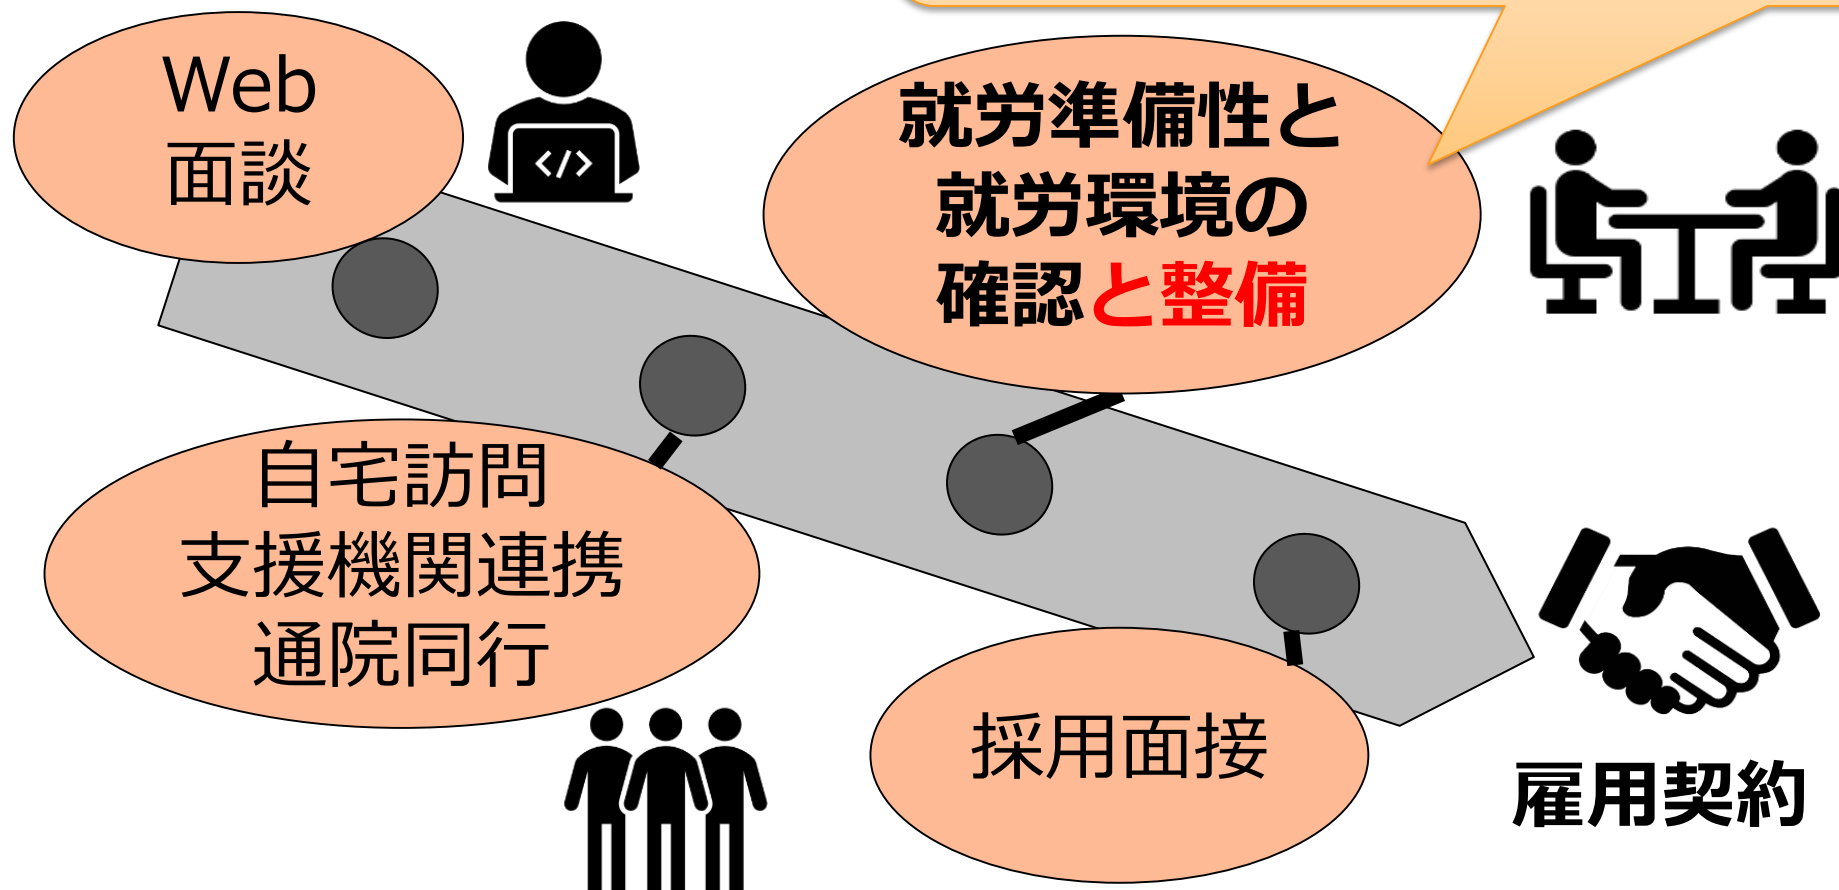 Web
面談
自宅訪問
支援機関連携
通院同行
就労準備性と
就労環境の
確認と整備
採用面接
雇用契約